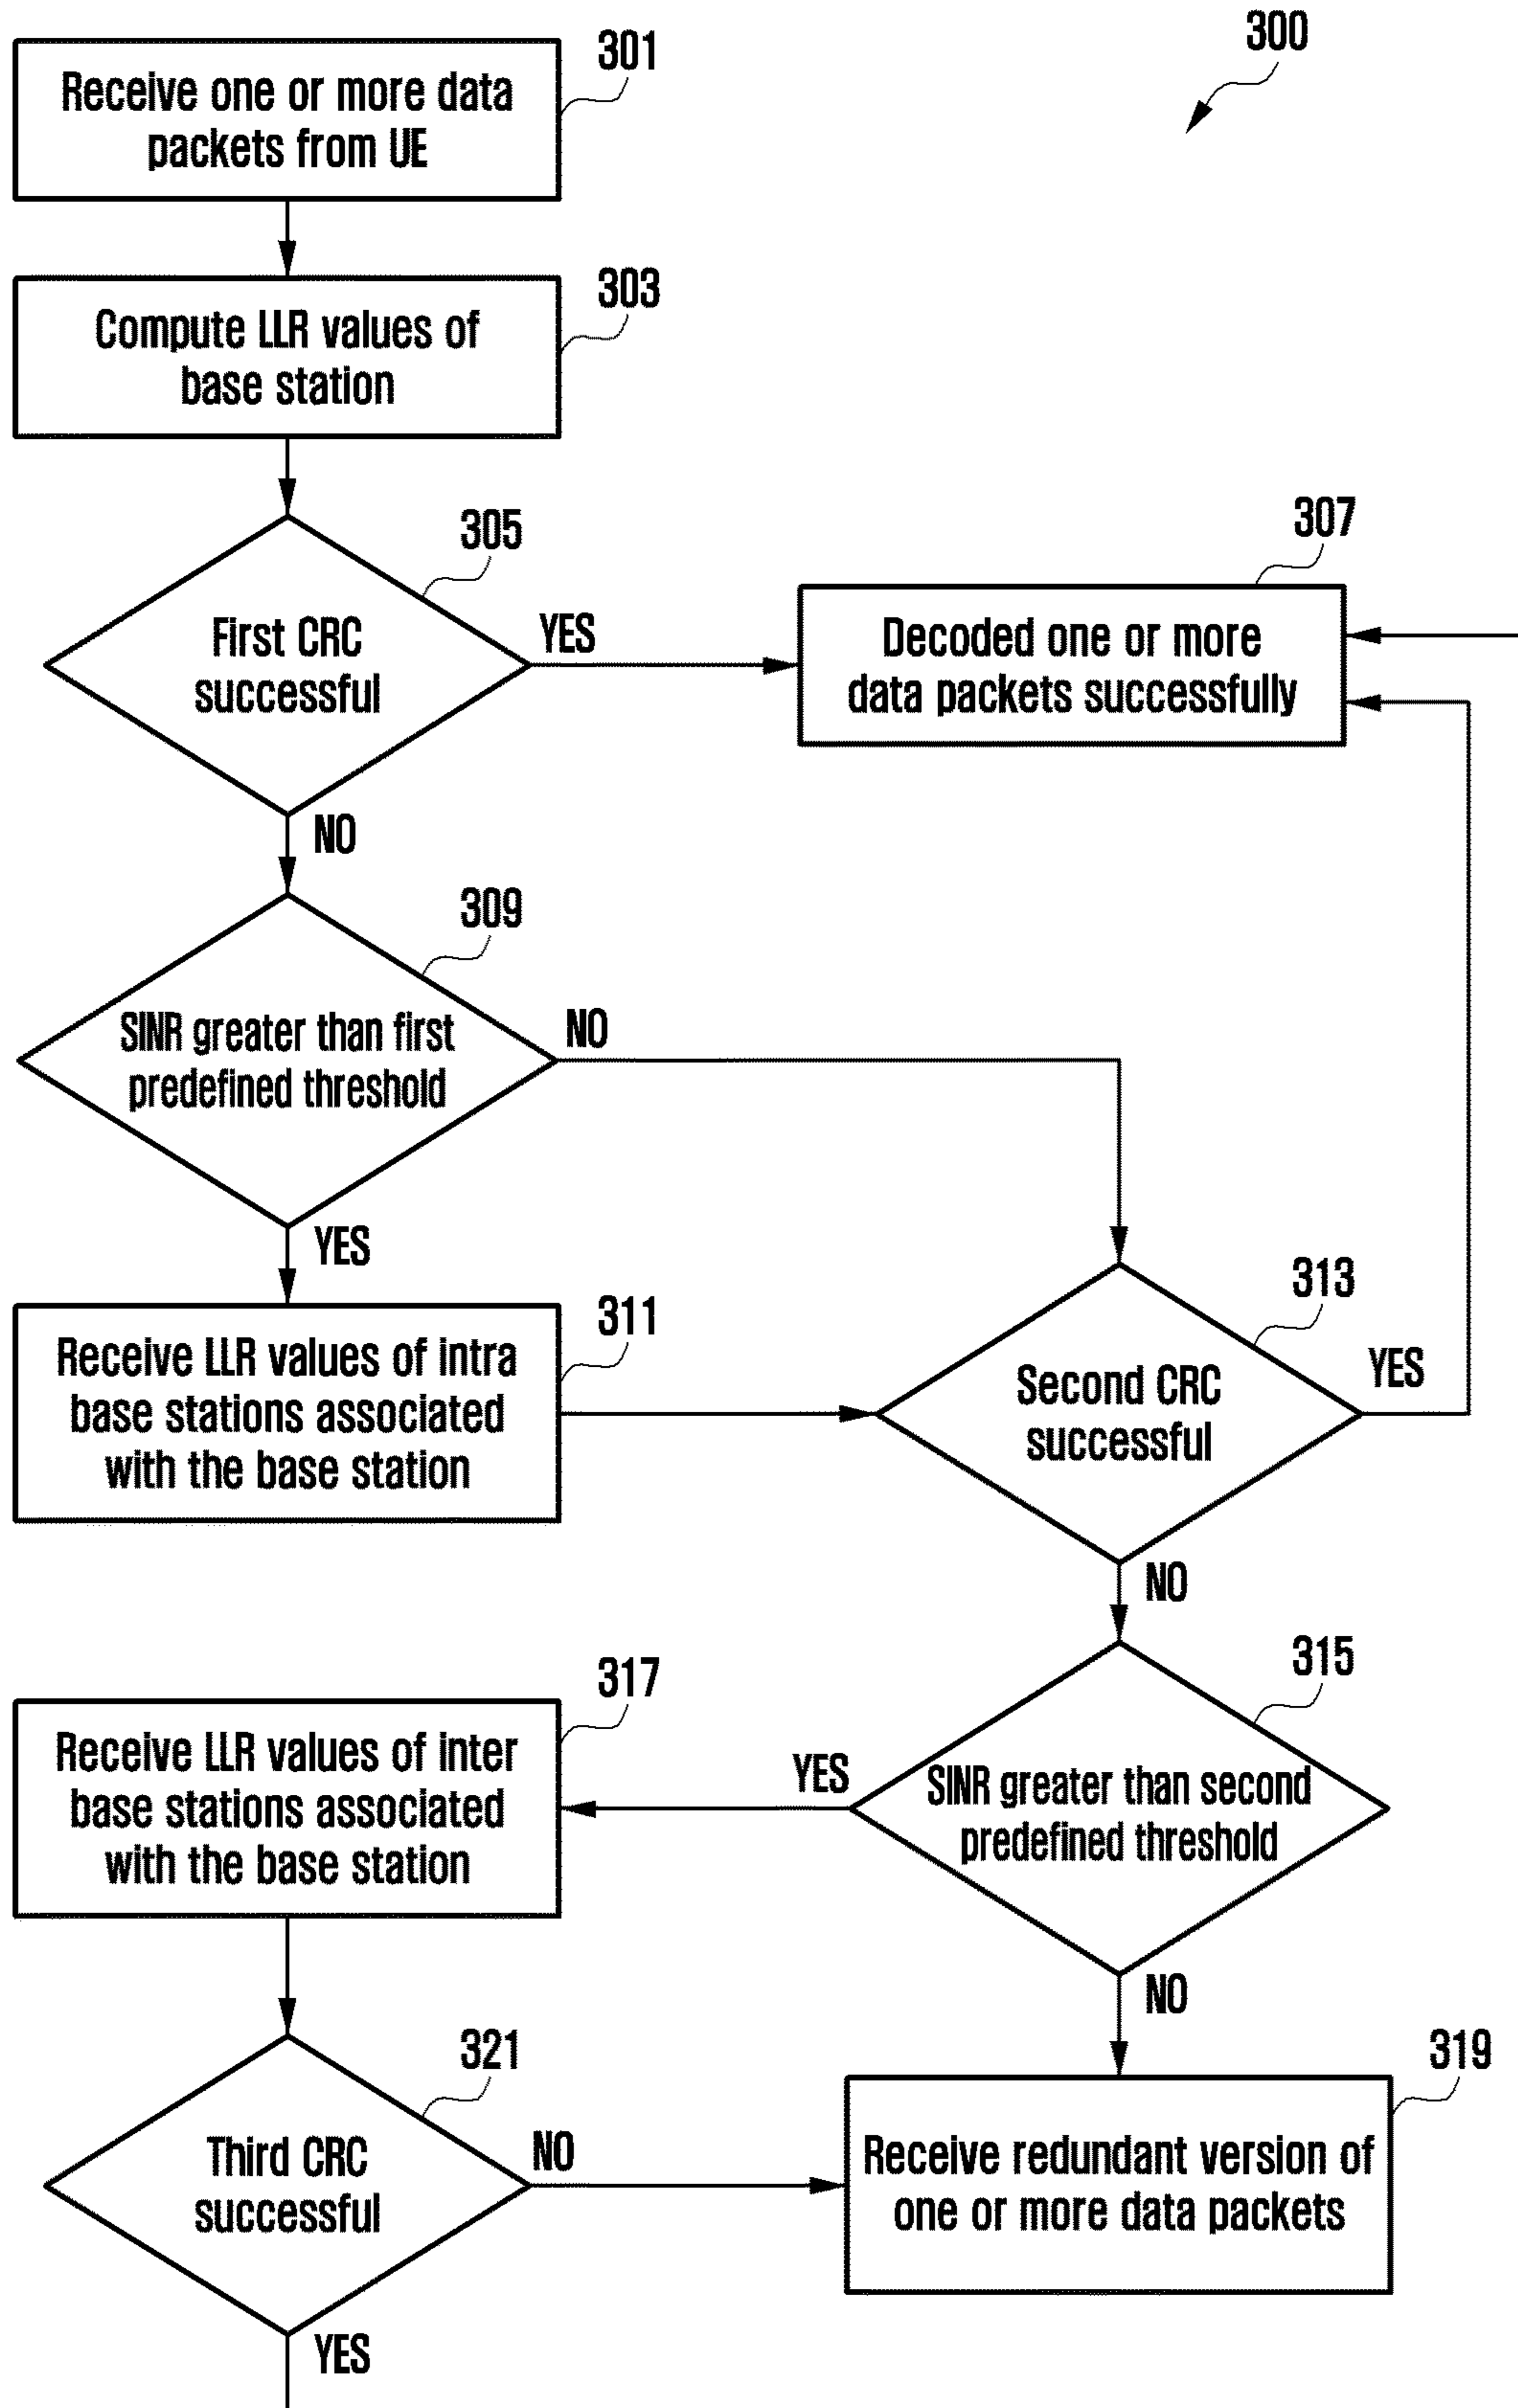 300
301
Receive one or more data
packets from UE
303
Compute LLR values of
base station
305
First CRC
successful
YES
NO
307
Decoded one or more
data packets successfully
309
SINR greater than first
predefined threshold
NO
YES
311
Receive LLR values of intra
base stations associated
with the base station
313
Second CRC
successful
YES
NO
315
SINR greater than second
predefined threshold
YES
NO
317
Receive LLR values of inter
base stations associated
with the base station
319
Receive redundant version of
one or more data packets
321
Third CRC
successful
NO
YES